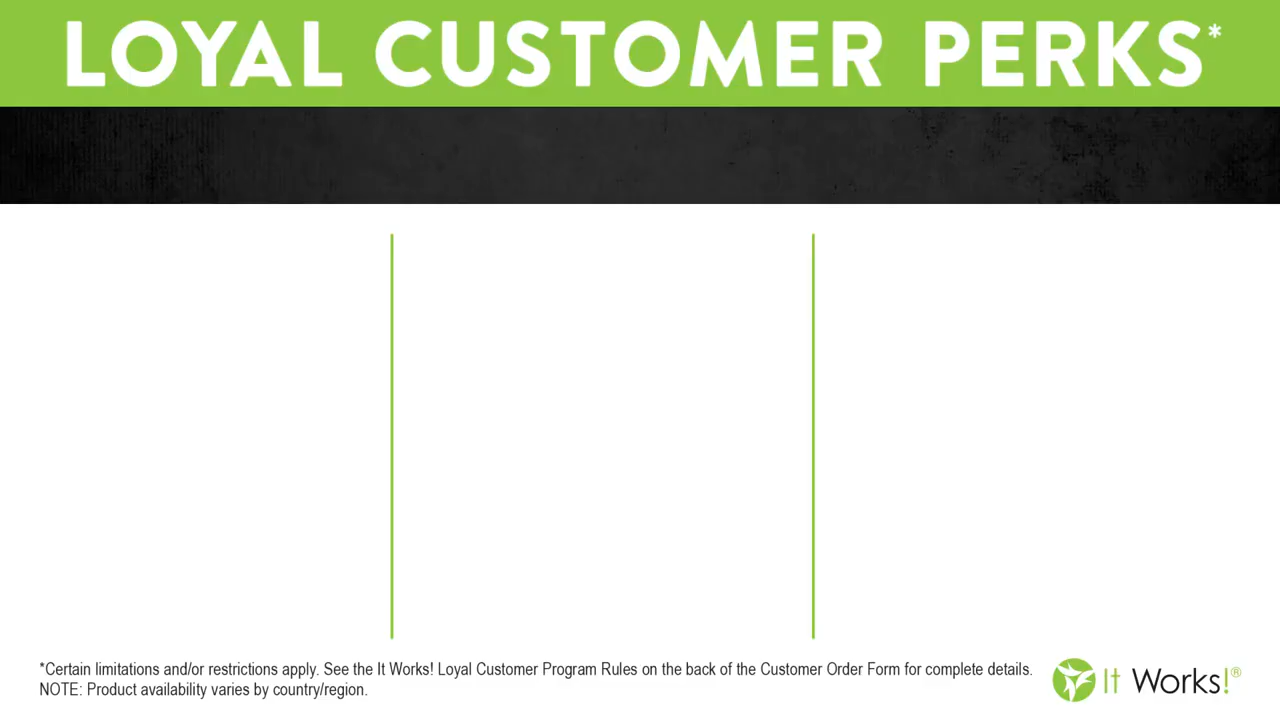 LOYAL CUSTOMER PERKS*
*Certain limitations and/or restrictions apply. See the It Works! Loyal Customer Program Rules on the back of the Customer Order Form for complete details.
NOTE: Product availability varies by country/region.
It Works!®